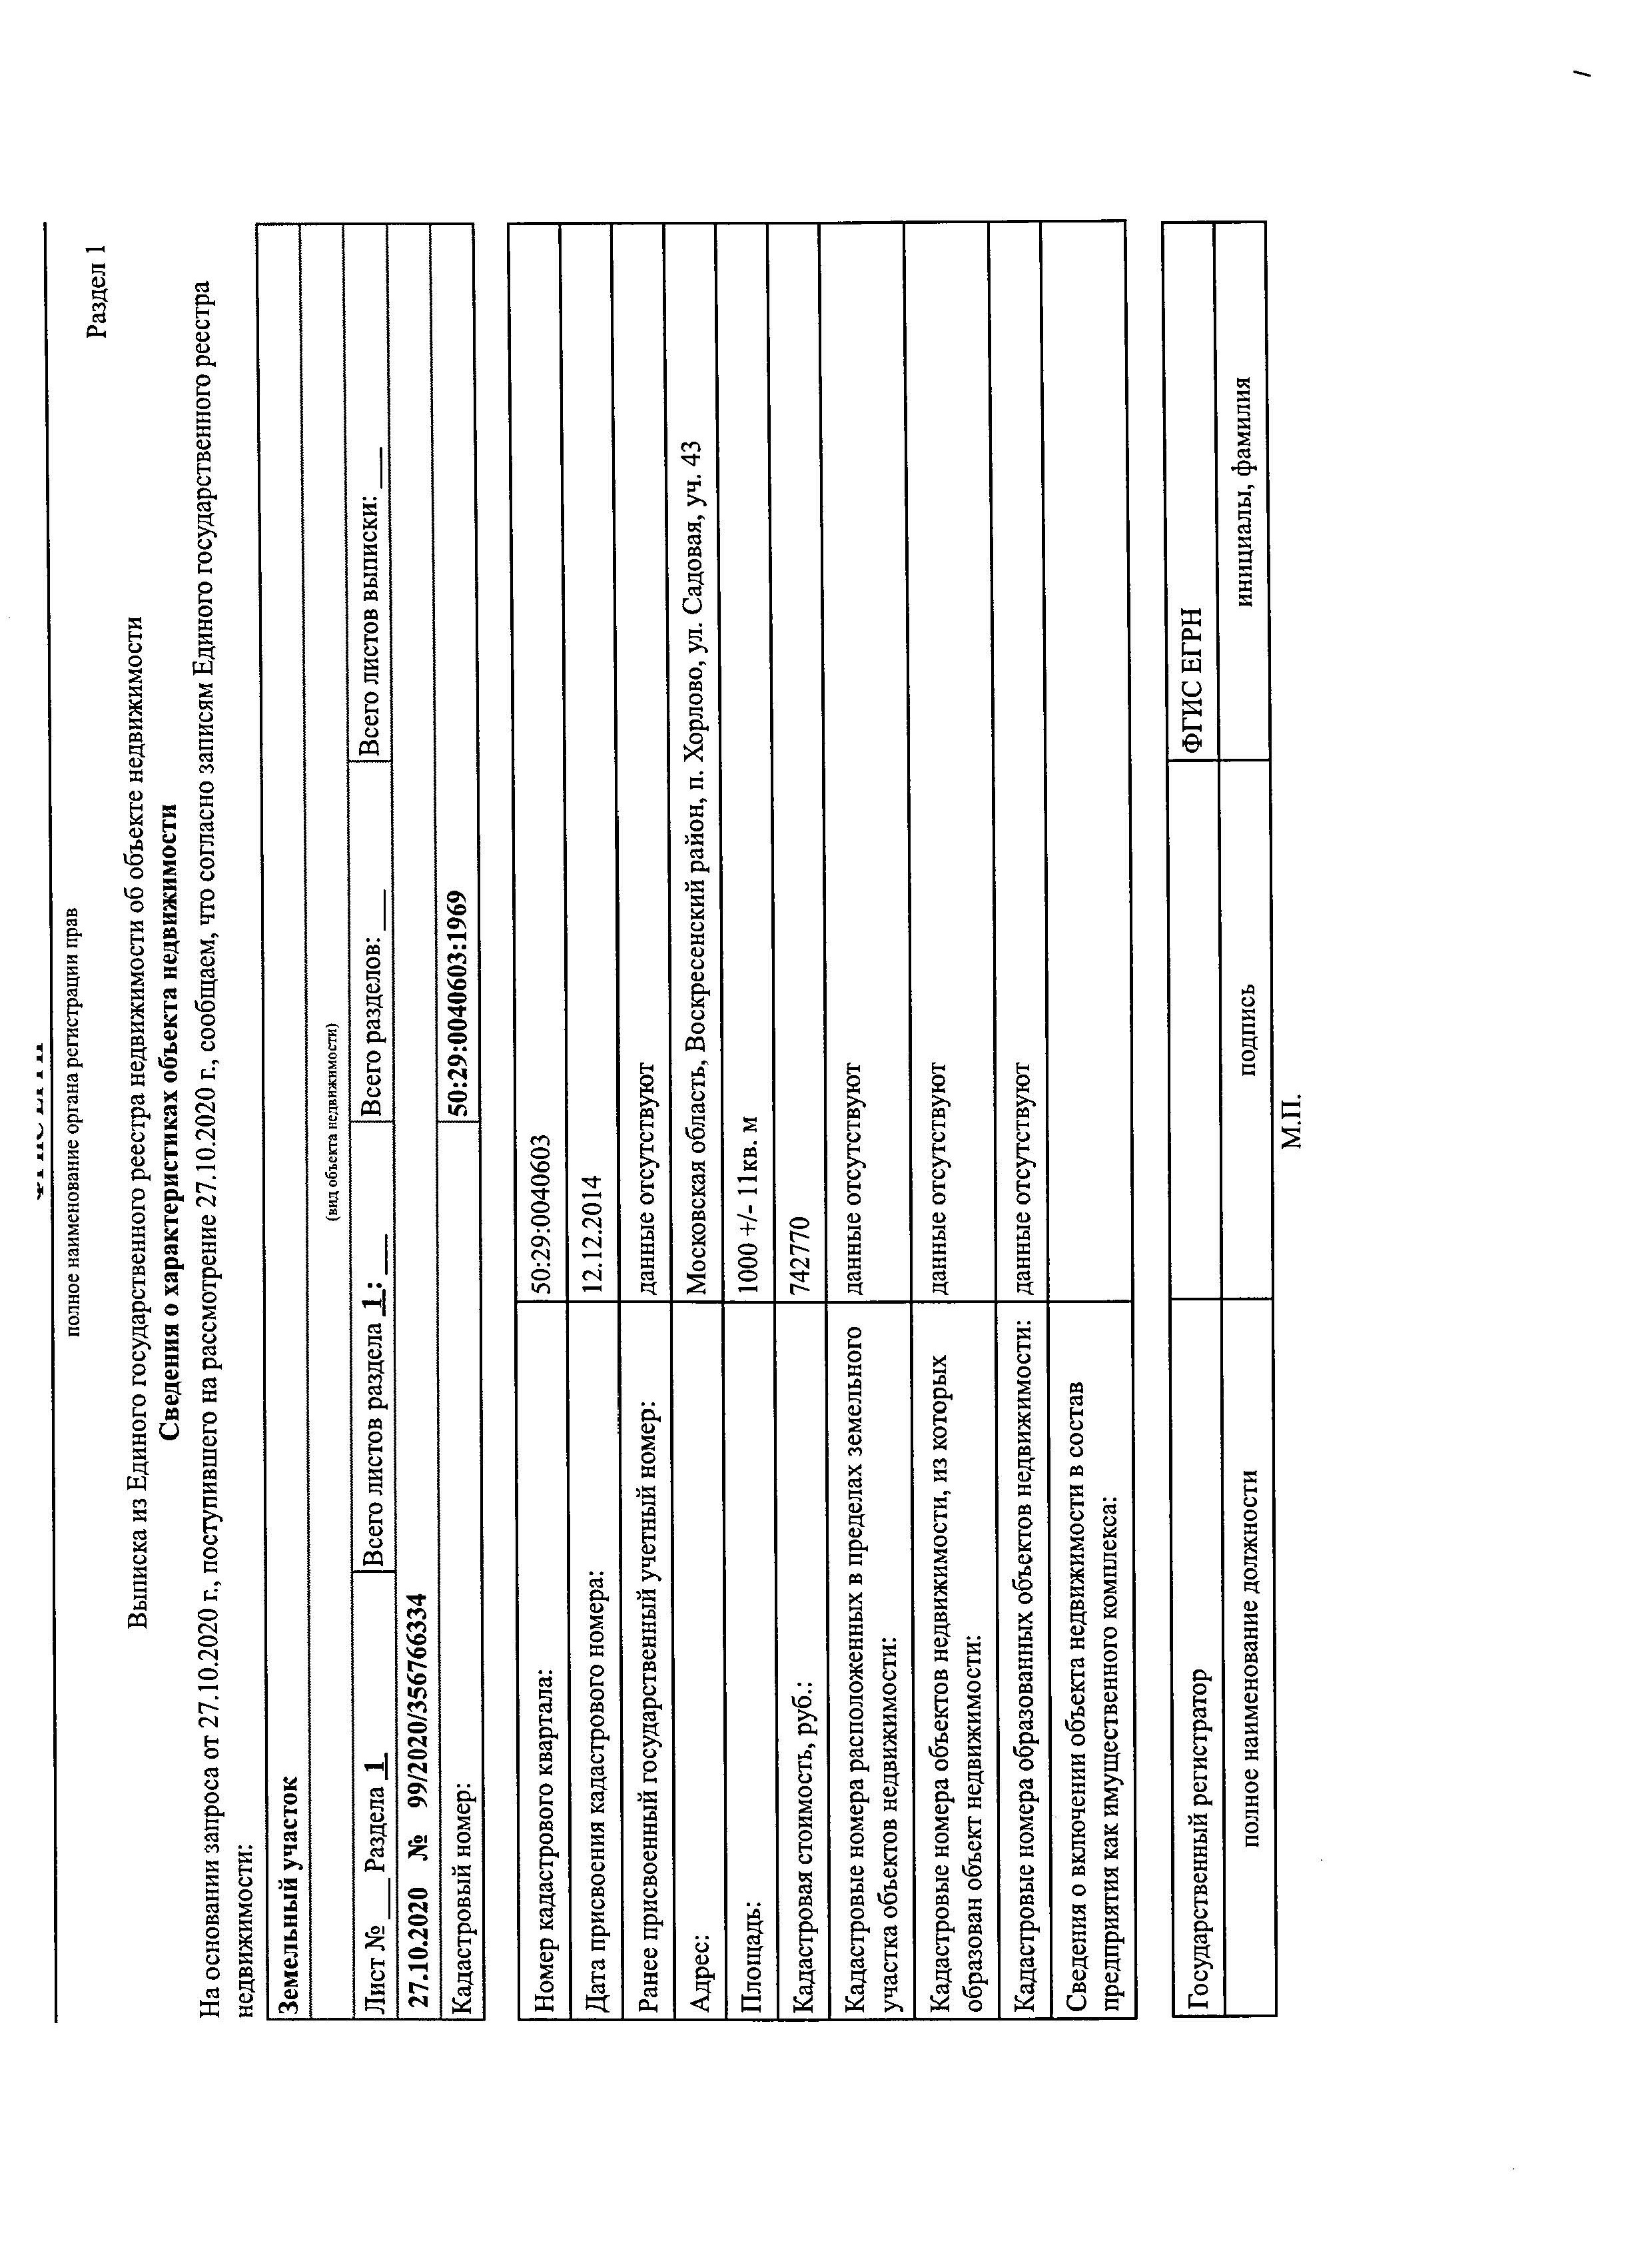 полное наименование органа регистрации прав
Раздел 1
Выписка из Единого государственного реестра недвижимости об объекте недвижимости
Сведения о характеристиках объекта недвижимости
На основании запроса от 27.10.2020 г., поступившего на рассмотрение 27.10.2020 г., сообщаем, что согласно записям Единого государственного реестра
недвижимости:
Земельный участок
(вид объекта недвижимости)
Лист № ___ Раздела 1 Всего листов раздела 1 : ___ Всего разделов: ___ Всего листов выписки: ___
27.10.2020 № 99/2020/356766334
Кадастровый номер: 50:29:0040603:1969
Номер кадастрового квартала: 50:29:0040603
Дата присвоения кадастрового номера: 12.12.2014
Ранее присвоенный государственный учетный номер: данные отсутствуют
Адрес: Московская область, Воскресенский район, п. Хорлово, ул. Садовая, уч. 43
Площадь: 1000 +/- 11кв. м
Кадастровая стоимость, руб.: 742770
Кадастровые номера расположенных в пределах земельного данные отсутствуют
участка объектов недвижимости:
Кадастровые номера объектов недвижимости, из которых данные отсутствуют
образован объект недвижимости:
Кадастровые номера образованных объектов недвижимости: данные отсутствуют
Сведения о включении объекта недвижимости в состав
предприятия как имущественного комплекса:
Государственный регистратор ФГИС ЕГРН
полное наименование должности подпись инициалы, фамилия
М.П.